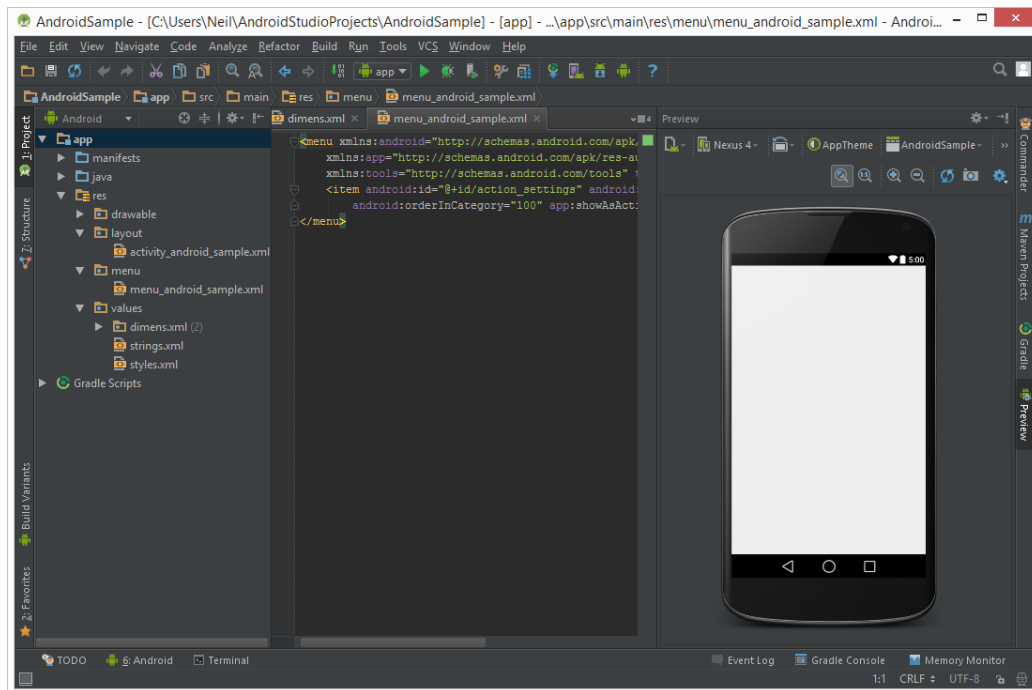 AndroidSample - [C:\Users\Neil\AndroidStudioProjects\AndroidSample] - [app] - ...\app\src\main\res\menu\menu_android_sample.xml - Androi...
File Edit View Navigate Code Analyze Refactor Build Run Tools VCS Window Help
app
AndroidSample app src main res menu menu_android_sample.xml
1: Project
7: Structure
Build Variants
2: Favorites
Android
app
manifests
java
res
drawable
layout
activity_android_sample.xml
menu
menu_android_sample.xml
values
dimens.xml (2)
strings.xml
styles.xml
Gradle Scripts
dimens.xml menu_android_sample.xml
<menu xmlns:android="http://schemas.android.com/apk/
xmlns:app="http://schemas.android.com/apk/res-au
xmlns:tools="http://schemas.android.com/tools"
<item android:id="@+id/action_settings" android:
android:orderInCategory="100" app:showAsActi
</menu>
4
Preview
Nexus 4 AppTheme AndroidSample
5:00
Commander
m Maven Projects
Gradle
Preview
TODO 6: Android Terminal Event Log Gradle Console Memory Monitor
1:1 CRLF UTF-8